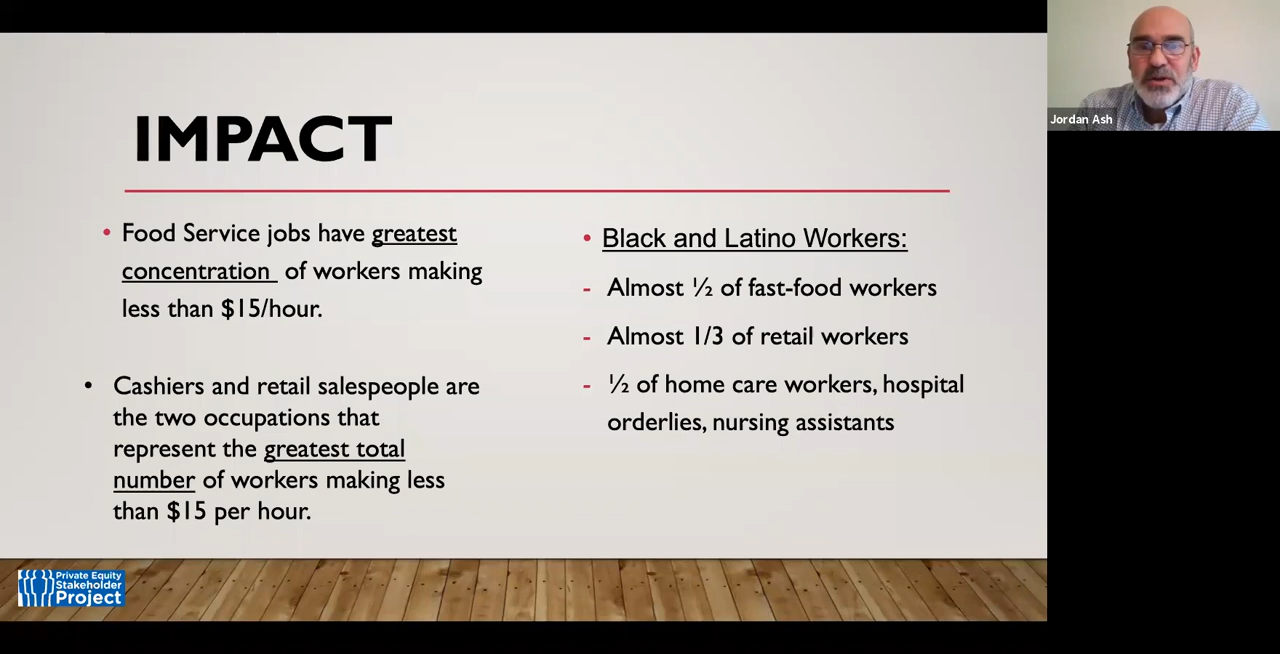 IMPACT
• Food Service jobs have greatest
concentration of workers making
less than $15/hour.
• Cashiers and retail salespeople are
the two occupations that
represent the greatest total
number of workers making less
than $15 per hour.
• Black and Latino Workers:
- Almost ½ of fast-food workers
- Almost 1/3 of retail workers
- ½ of home care workers, hospital
orderlies, nursing assistants
Private Equity
Stakeholder
Project
Jordan Ash